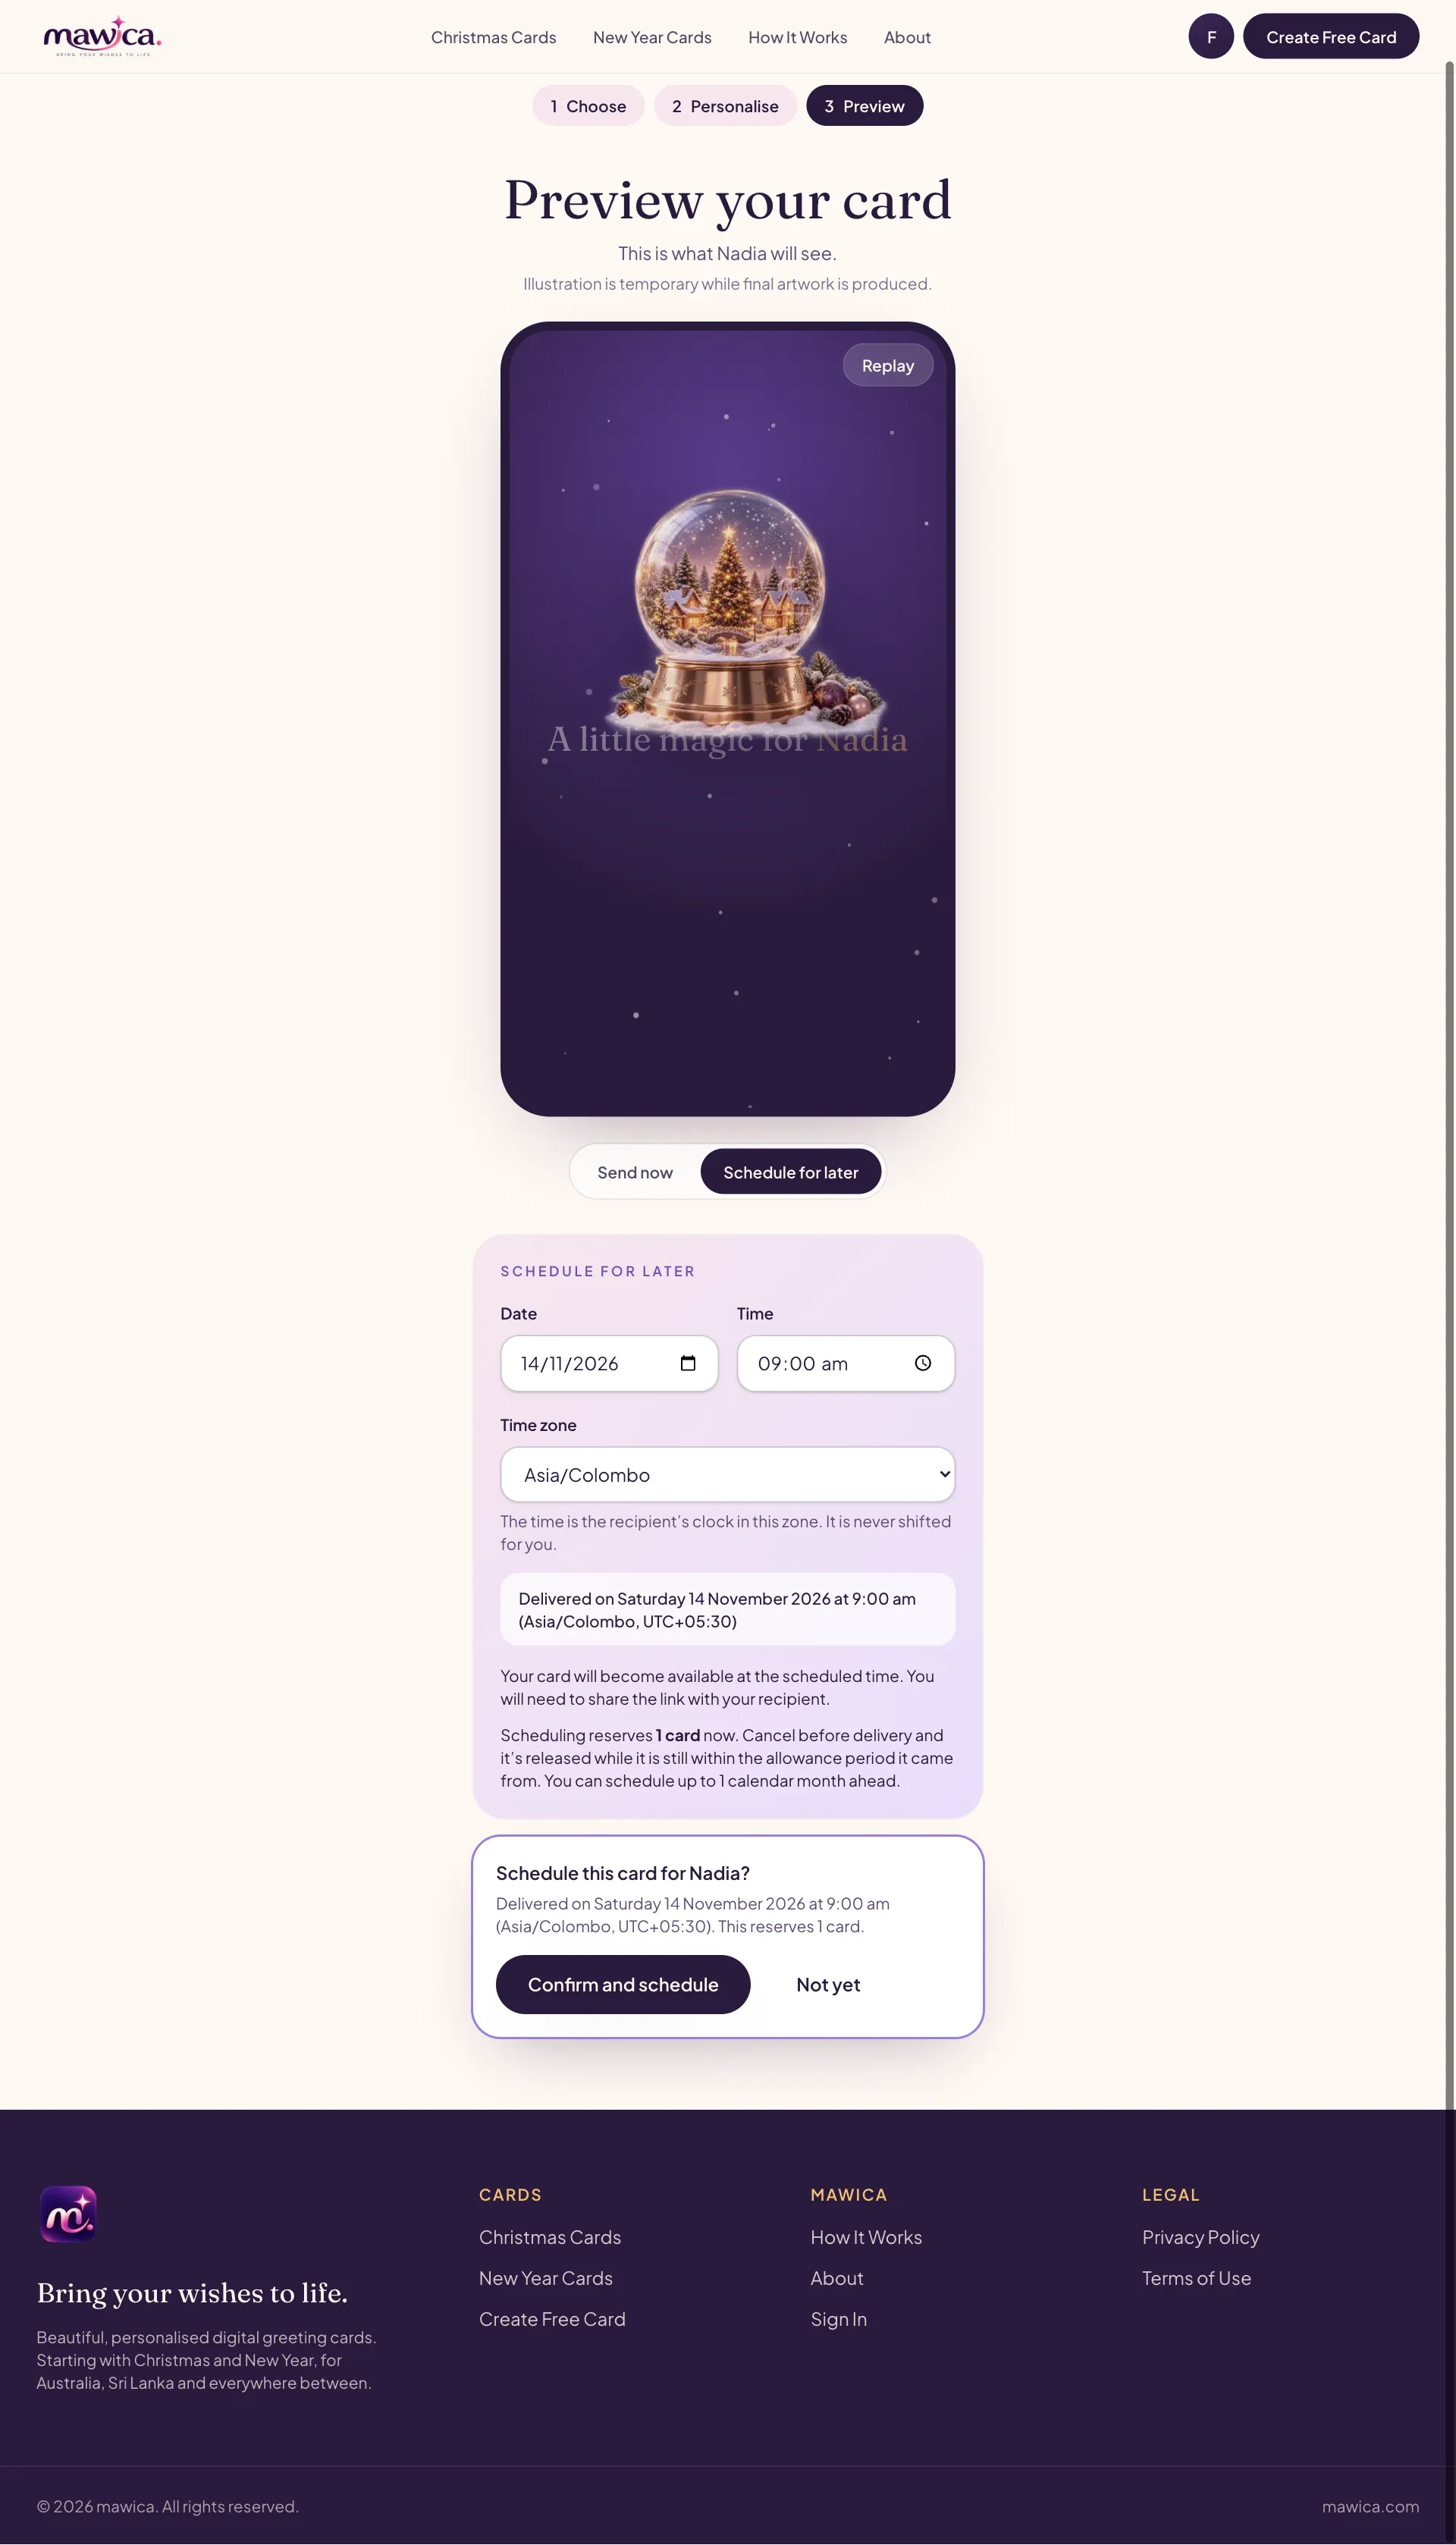 mawica.
BRING YOUR WISHES TO LIFE.
Christmas Cards
New Year Cards
How It Works
About
F
Create Free Card
1 Choose
2 Personalise
3 Preview
Preview your card
This is what Nadia will see.
Illustration is temporary while final artwork is produced.
Replay
A little magic for Nadia
Send now
Schedule for later
SCHEDULE FOR LATER
Date
Time
14/11/2026
09:00 am
Time zone
Asia/Colombo
The time is the recipient’s clock in this zone. It is never shifted
for you.
Delivered on Saturday 14 November 2026 at 9:00 am
(Asia/Colombo, UTC+05:30)
Your card will become available at the scheduled time. You
will need to share the link with your recipient.
Scheduling reserves 1 card now. Cancel before delivery and
it’s released while it is still within the allowance period it came
from. You can schedule up to 1 calendar month ahead.
Schedule this card for Nadia?
Delivered on Saturday 14 November 2026 at 9:00 am
(Asia/Colombo, UTC+05:30). This reserves 1 card.
Confirm and schedule
Not yet
m.
Bring your wishes to life.
Beautiful, personalised digital greeting cards.
Starting with Christmas and New Year, for
Australia, Sri Lanka and everywhere between.
CARDS
Christmas Cards
New Year Cards
Create Free Card
MAWICA
How It Works
About
Sign In
LEGAL
Privacy Policy
Terms of Use
© 2026 mawica. All rights reserved.
mawica.com